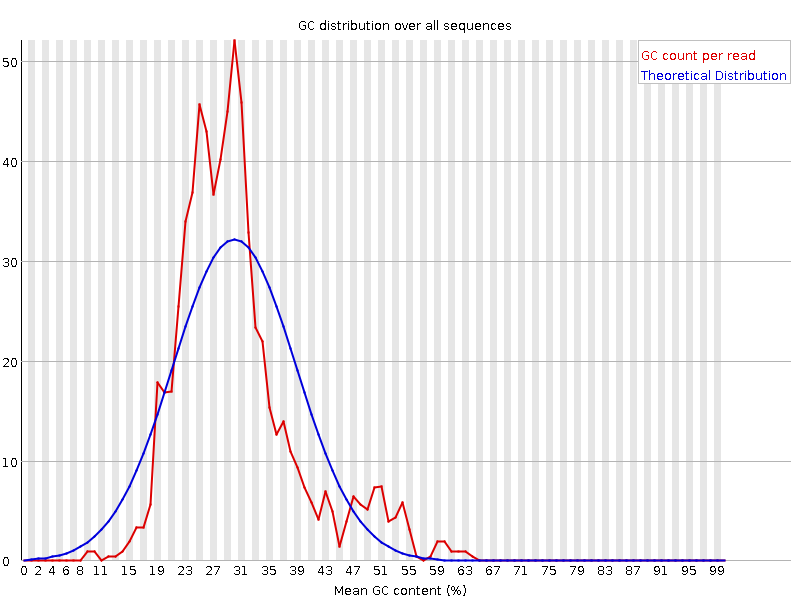 GC distribution over all sequences
GC count per read
Theoretical Distribution
50
40
30
20
10
0
0 2 4 6 8 11 15 19 23 27 31 35 39 43 47 51 55 59 63 67 71 75 79 83 87 91 95 99
Mean GC content (%)